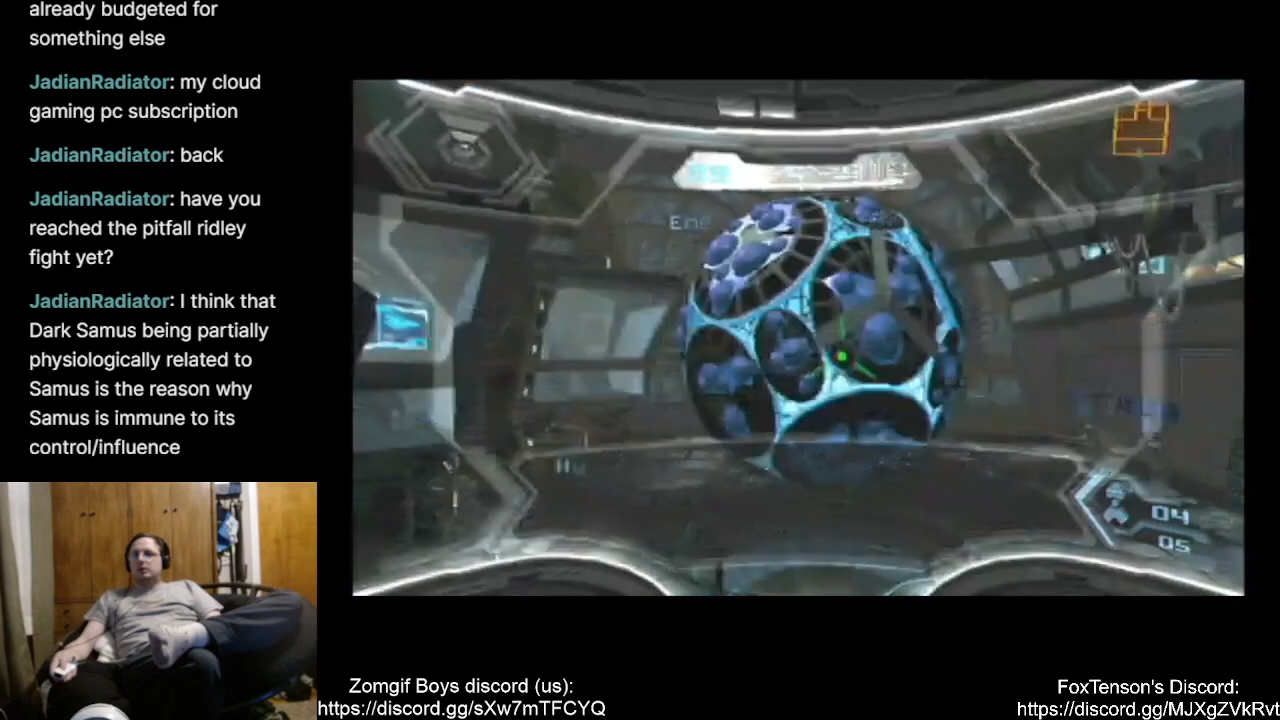 already budgeted for
something else
JadianRadiator: my cloud
gaming pc subscription
JadianRadiator: back
JadianRadiator: have you
reached the pitfall ridley
fight yet?
JadianRadiator: I think that
Dark Samus being partially
physiologically related to
Samus is the reason why
Samus is immune to its
control/influence
99
04
05
Zomgif Boys discord (us):
https://discord.gg/sXw7mTFCYQ
FoxTenson's Discord:
https://discord.gg/MJXgZVkRvt